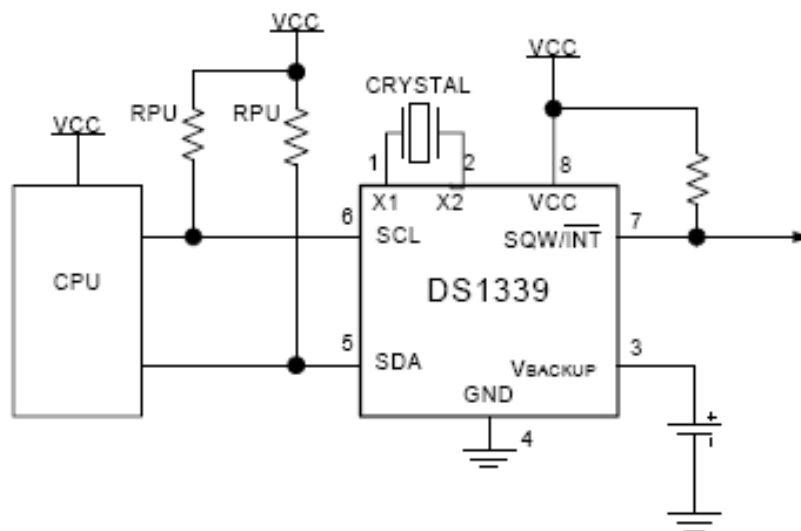 VCC
VCC
CRYSTAL
RPU
RPU
VCC
1
2
8
X1
X2
VCC
6
SCL
SQW/INT
7
CPU
DS1339
5
SDA
VBACKUP
3
GND
4
+